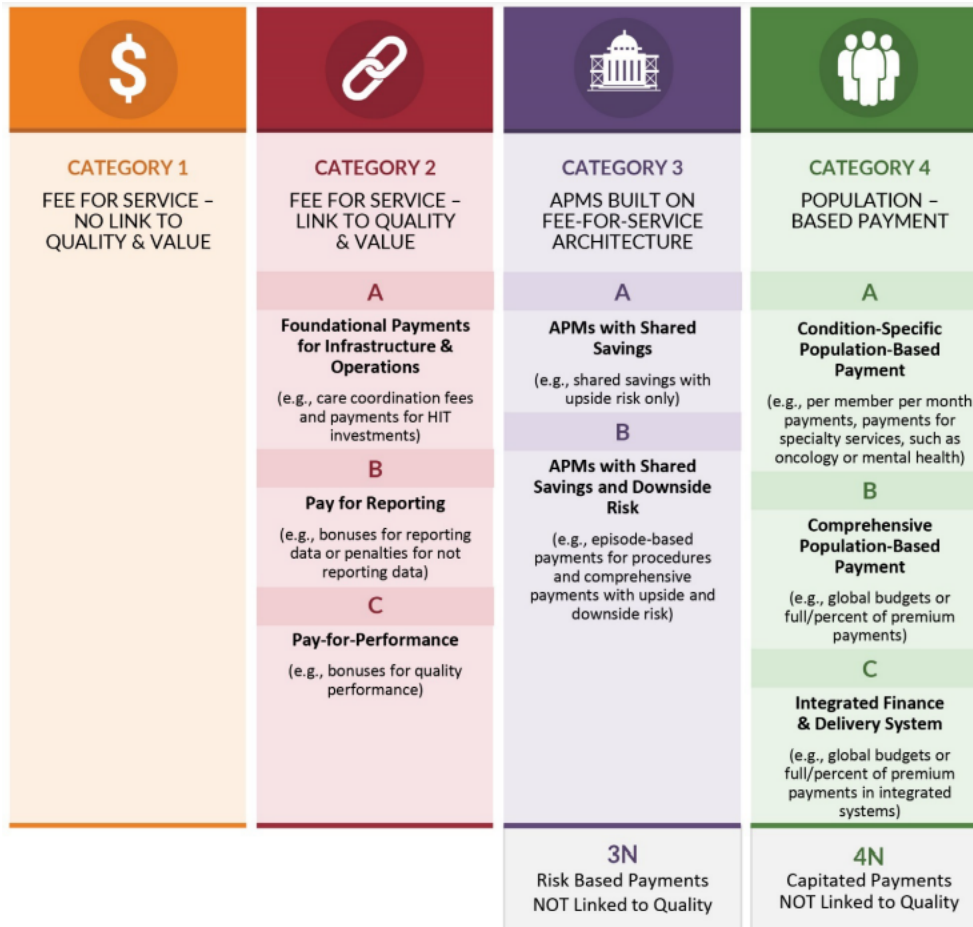 $
CATEGORY 1
FEE FOR SERVICE –
NO LINK TO
QUALITY & VALUE
CATEGORY 2
FEE FOR SERVICE –
LINK TO QUALITY
& VALUE
A
Foundational Payments
for Infrastructure &
Operations
(e.g., care coordination fees
and payments for HIT
investments)
B
Pay for Reporting
(e.g., bonuses for reporting
data or penalties for not
reporting data)
C
Pay-for-Performance
(e.g., bonuses for quality
performance)
CATEGORY 3
APMS BUILT ON
FEE-FOR-SERVICE
ARCHITECTURE
A
APMs with Shared
Savings
(e.g., shared savings with
upside risk only)
B
APMs with Shared
Savings and Downside
Risk
(e.g., episode-based
payments for procedures
and comprehensive
payments with upside and
downside risk)
3N
Risk Based Payments
NOT Linked to Quality
CATEGORY 4
POPULATION –
BASED PAYMENT
A
Condition-Specific
Population-Based
Payment
(e.g., per member per month
payments, payments for
specialty services, such as
oncology or mental health)
B
Comprehensive
Population-Based
Payment
(e.g., global budgets or
full/percent of premium
payments)
C
Integrated Finance
& Delivery System
(e.g., global budgets or
full/percent of premium
payments in integrated
systems)
4N
Capitated Payments
NOT Linked to Quality